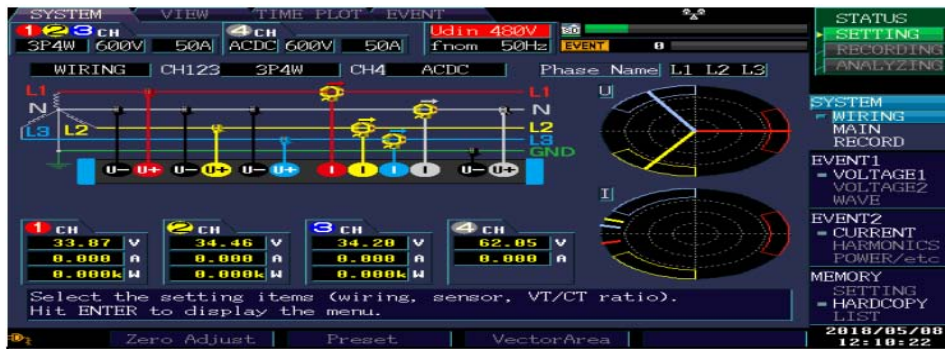 SYSTEM VIEW TIME PLOT EVENT
1 2 3 CH 4 CH Udin 480V SD
3P4W 600V 50A ACDC 600V 50A fnom 50Hz EVENT 0
WIRING CH123 3P4W CH4 ACDC Phase Name L1 L2 L3
L1 L1
N N
L3 L2 L2
L3
GND
U- U+ U- U+ U- U+ I I I I U- U+
U
I
1 CH 2 CH 3 CH 4 CH
33.87 V 34.46 V 34.20 V 62.05 V
0.000 A 0.000 A 0.000 A 0.000 A
0.000k W 0.000k W 0.000k W
Select the setting items (wiring, sensor, VT/CT ratio).
Hit ENTER to display the menu.
Zero Adjust Preset VectorArea
STATUS
SETTING
RECORDING
ANALYZING
SYSTEM
WIRING
MAIN
RECORD
EVENT1
VOLTAGE1
VOLTAGE2
WAVE
EVENT2
CURRENT
HARMONICS
POWER/etc
MEMORY
SETTING
HARDCOPY
LIST
2018/05/08
12:10:22